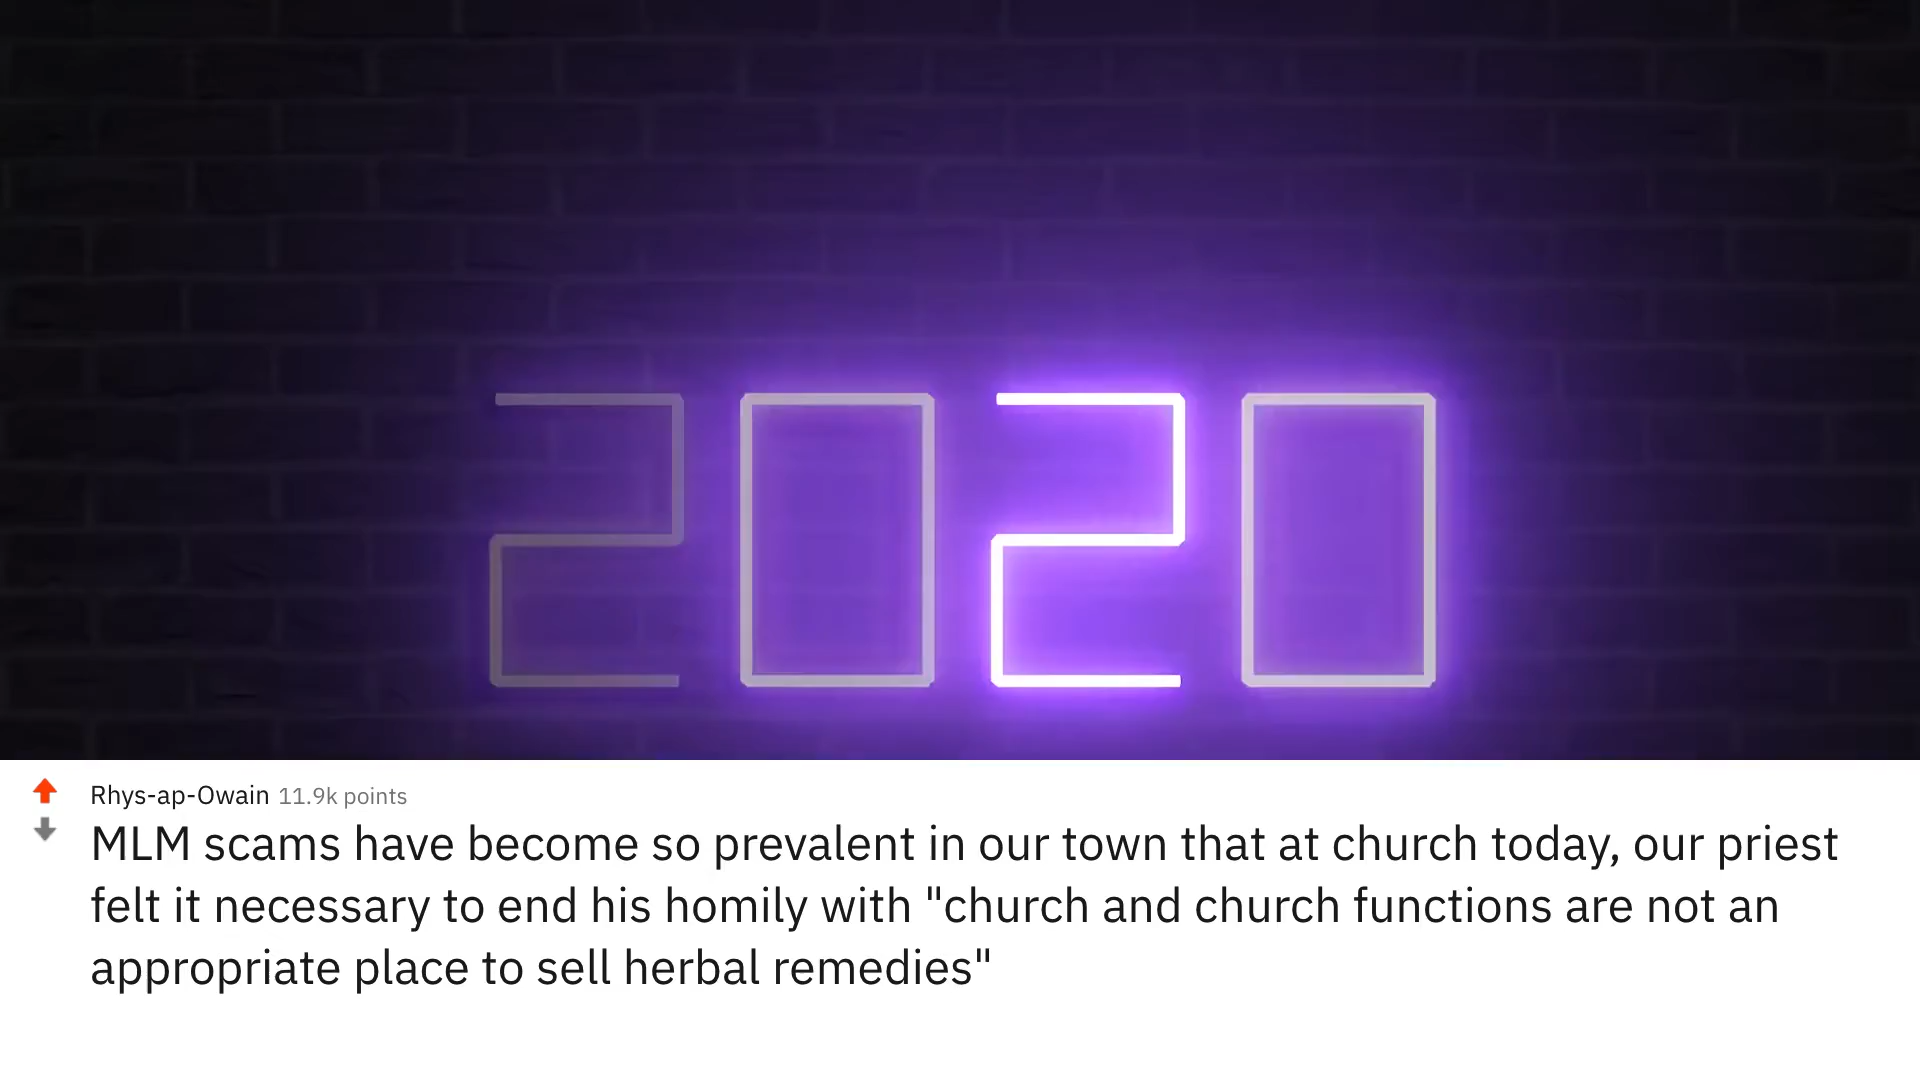 2020
Rhys-ap-Owain 11.9k points
MLM scams have become so prevalent in our town that at church today, our priest
felt it necessary to end his homily with "church and church functions are not an
appropriate place to sell herbal remedies"